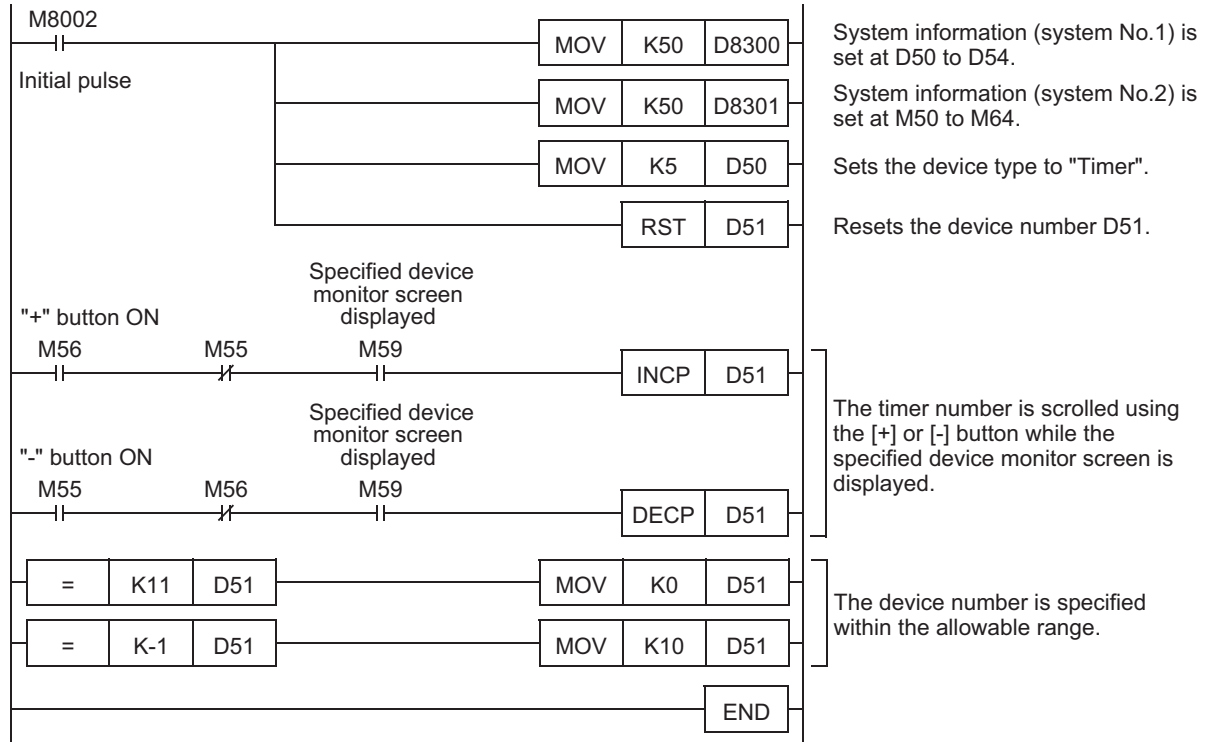 M8002
MOV K50 D8300
System information (system No.1) is
set at D50 to D54.
Initial pulse
MOV K50 D8301
System information (system No.2) is
set at M50 to M64.
MOV K5 D50
Sets the device type to "Timer".
RST D51
Resets the device number D51.
Specified device
monitor screen
displayed
"+" button ON
M56 M55 M59
INCP D51
Specified device
monitor screen
displayed
"-" button ON
M55 M56 M59
DECP D51
The timer number is scrolled using
the [+] or [-] button while the
specified device monitor screen is
displayed.
= K11 D51 MOV K0 D51
= K-1 D51 MOV K10 D51
The device number is specified
within the allowable range.
END